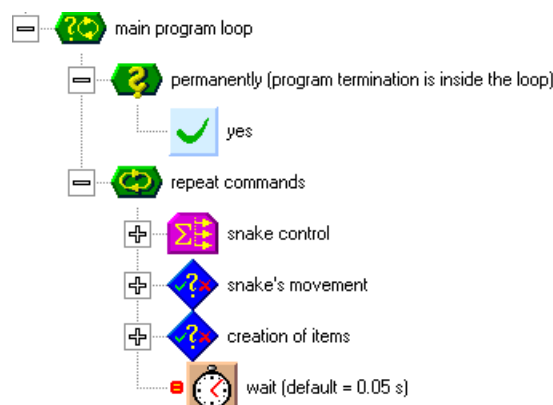 main program loop
permanently (program termination is inside the loop)
yes
repeat commands
snake control
snake's movement
creation of items
wait (default = 0.05 s)